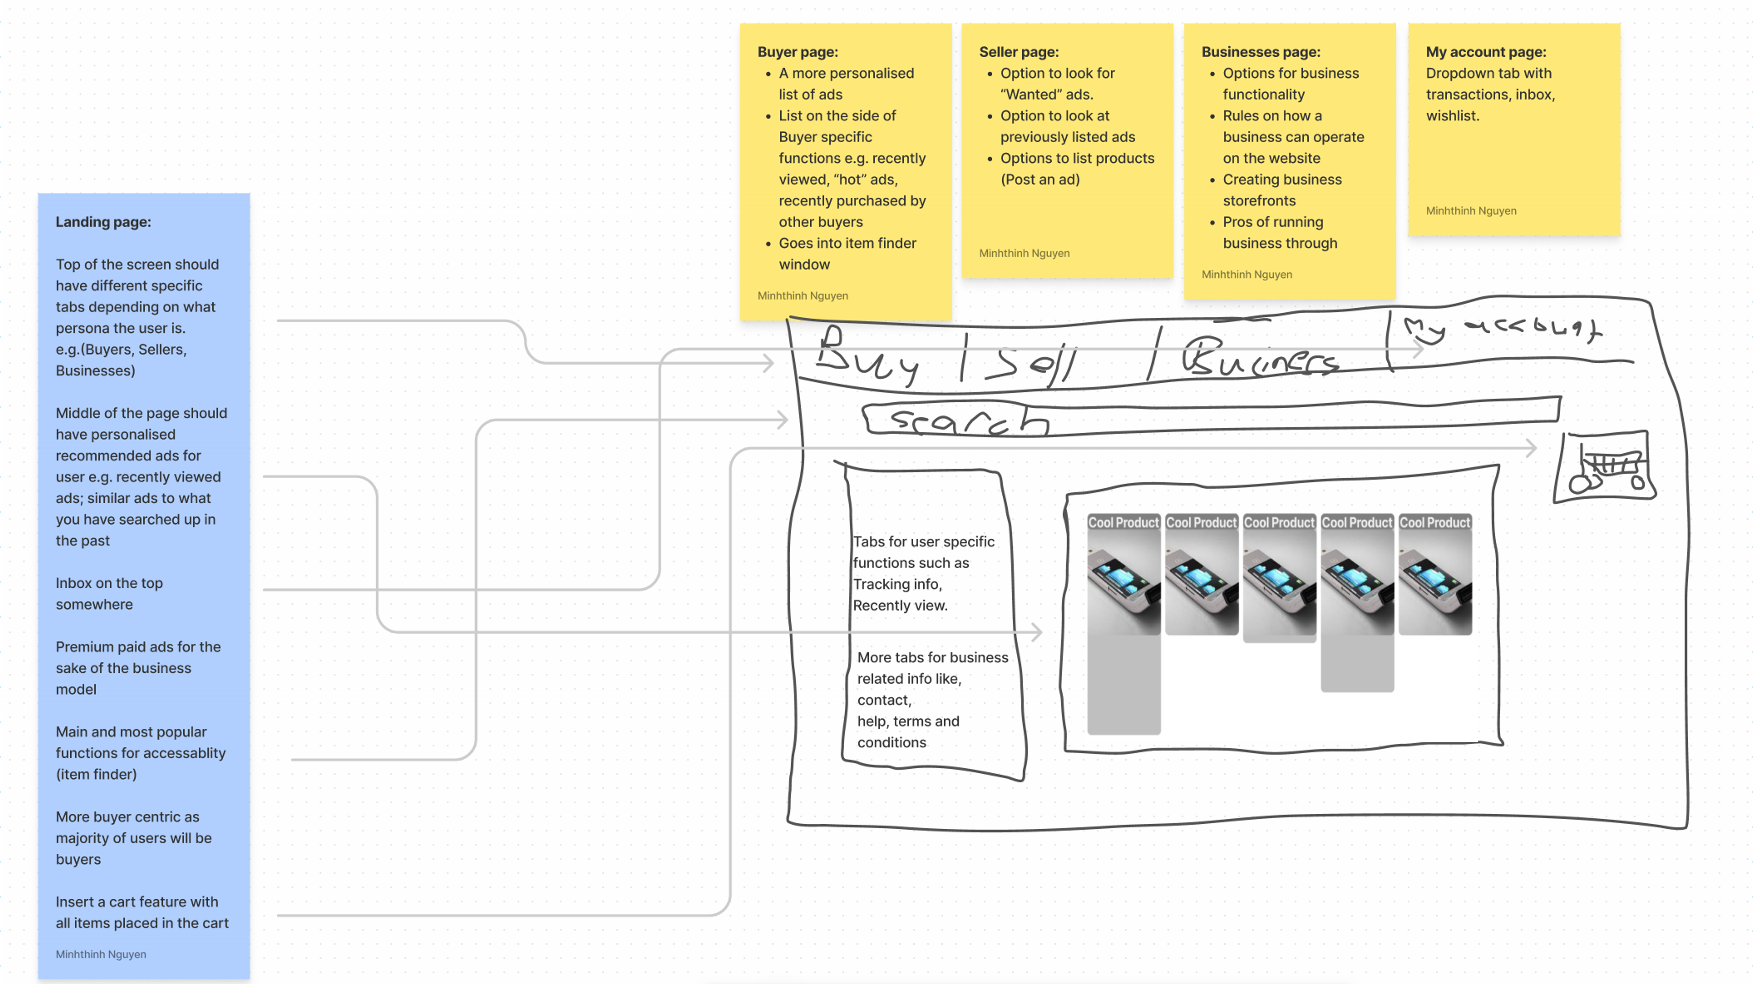 Landing page:
Top of the screen should
have different specific
tabs depending on what
persona the user is.
e.g.(Buyers, Sellers,
Businesses)
Middle of the page should
have personalised
recommended ads for
user e.g. recently viewed
ads; similar ads to what
you have searched up in
the past
Inbox on the top
somewhere
Premium paid ads for the
sake of the business
model
Main and most popular
functions for accessablity
(item finder)
More buyer centric as
majority of users will be
buyers
Insert a cart feature with
all items placed in the cart
Minhthinh Nguyen
Buyer page:
• A more personalised
list of ads
• List on the side of
Buyer specific
functions e.g. recently
viewed, “hot” ads,
recently purchased by
other buyers
• Goes into item finder
window
Minhthinh Nguyen
Seller page:
• Option to look for
“Wanted” ads.
• Option to look at
previously listed ads
• Options to list products
(Post an ad)
Minhthinh Nguyen
Businesses page:
• Options for business
functionality
• Rules on how a
business can operate
on the website
• Creating business
storefronts
• Pros of running
business through
Minhthinh Nguyen
My account page:
Dropdown tab with
transactions, inbox,
wishlist.
Minhthinh Nguyen
Buy | Sell | Businers | My account
search
Tabs for user specific
functions such as
Tracking info,
Recently view.
More tabs for business
related info like,
contact,
help, terms and
conditions
Cool Product Cool Product Cool Product Cool Product Cool Product